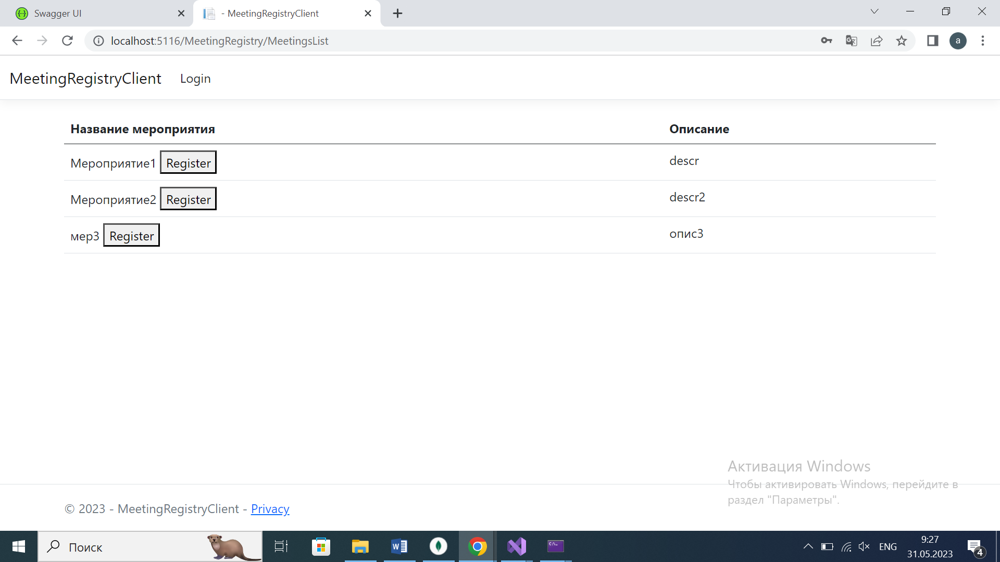 Swagger UI
- MeetingRegistryClient
localhost:5116/MeetingRegistry/MeetingsList
a
MeetingRegistryClient Login
Название мероприятия Описание
Мероприятие1 Register descr
Мероприятие2 Register descr2
мер3 Register опис3
Активация Windows
Чтобы активировать Windows, перейдите в
раздел "Параметры".
© 2023 - MeetingRegistryClient - Privacy
Поиск
ENG
9:27
31.05.2023
4